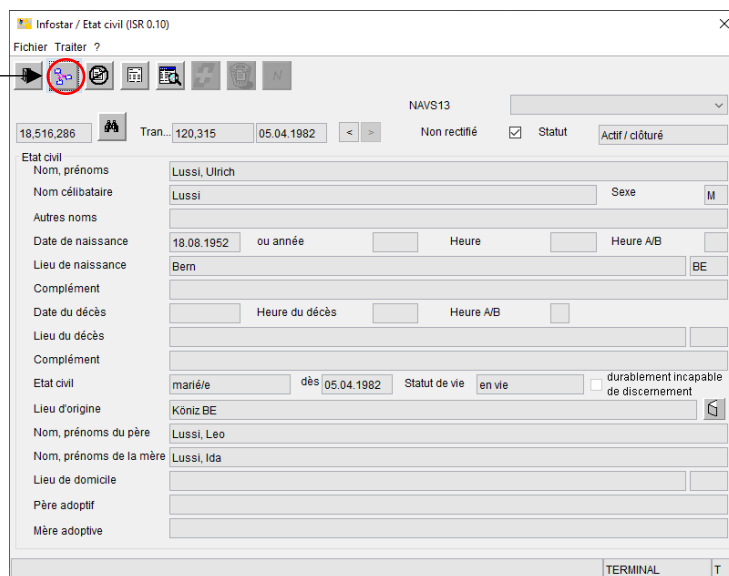 Infostar / Etat civil (ISR 0.10)
Fichier Traiter ?
N
NAVS13
18,516,286 Tran... 120,315 05.04.1982 < > Non rectifié Statut Actif / clôturé
Etat civil
Nom, prénoms Lussi, Ulrich
Nom célibataire Lussi Sexe M
Autres noms
Date de naissance 18.08.1952 ou année Heure Heure A/B
Lieu de naissance Bern BE
Complément
Date du décès Heure du décès Heure A/B
Lieu du décès
Complément
Etat civil marié/e dès 05.04.1982 Statut de vie en vie durablement incapable
de discernement
Lieu d'origine Köniz BE
Nom, prénoms du père Lussi, Leo
Nom, prénoms de la mère Lussi, Ida
Lieu de domicile
Père adoptif
Mère adoptive
TERMINAL T